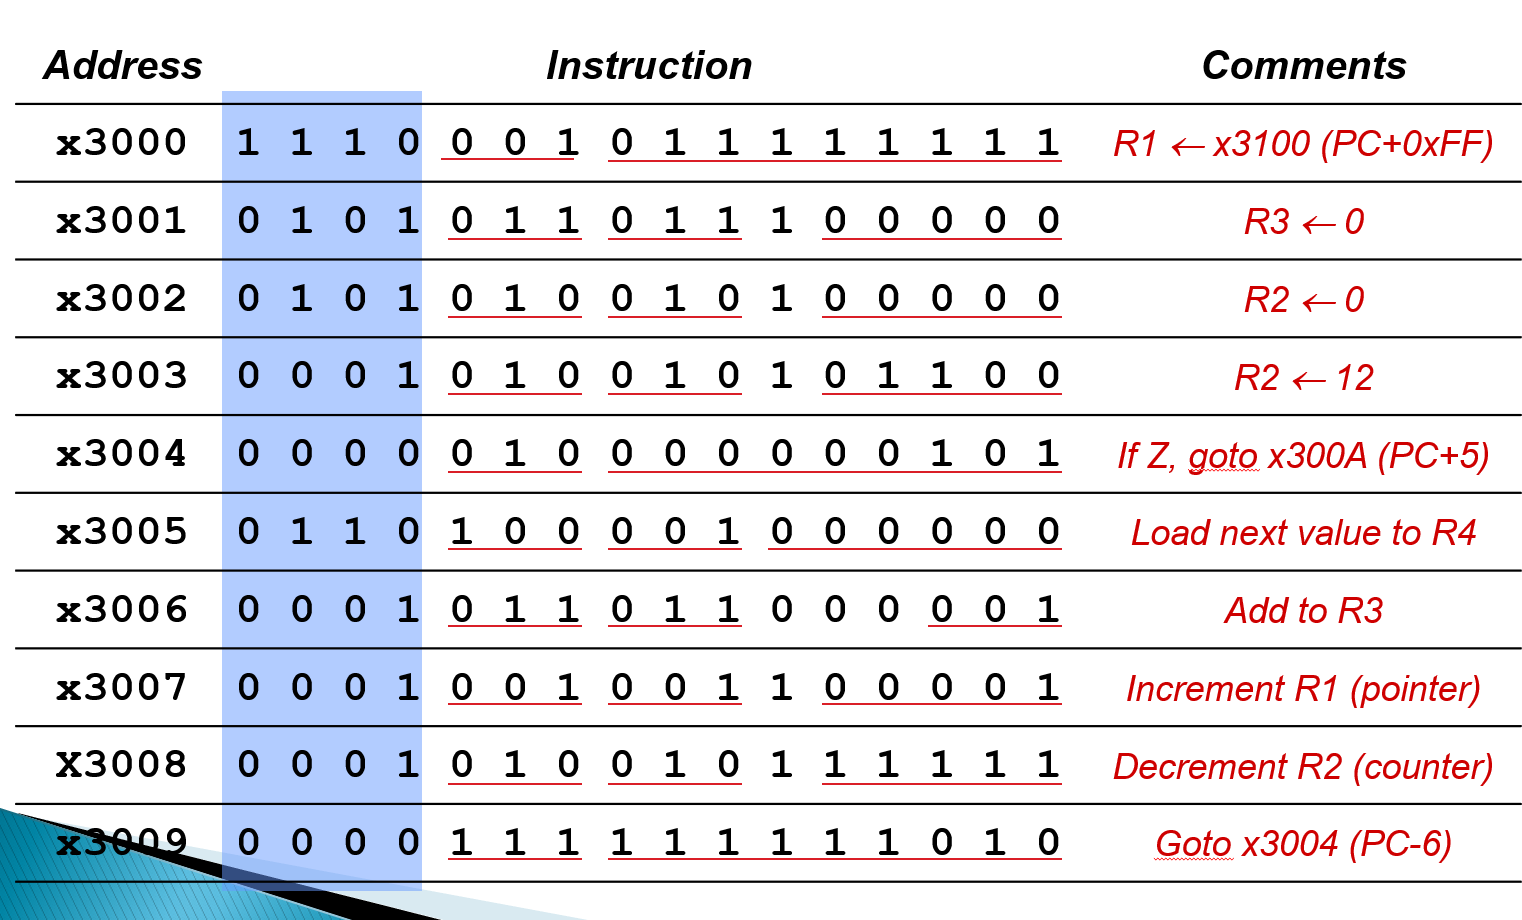 Address Instruction Comments
x3000 1 1 1 0 0 0 1 0 1 1 1 1 1 1 1 1 R1 ← x3100 (PC+0xFF)
x3001 0 1 0 1 0 1 1 0 1 1 1 0 0 0 0 0 R3 ← 0
x3002 0 1 0 1 0 1 0 0 1 0 1 0 0 0 0 0 R2 ← 0
x3003 0 0 0 1 0 1 0 0 1 0 1 0 1 1 0 0 R2 ← 12
x3004 0 0 0 0 0 1 0 0 0 0 0 0 0 1 0 1 If Z, goto x300A (PC+5)
x3005 0 1 1 0 1 0 0 0 0 1 0 0 0 0 0 0 Load next value to R4
x3006 0 0 0 1 0 1 1 0 1 1 0 0 0 0 0 1 Add to R3
x3007 0 0 0 1 0 0 1 0 0 1 1 0 0 0 0 1 Increment R1 (pointer)
X3008 0 0 0 1 0 1 0 0 1 0 1 1 1 1 1 1 Decrement R2 (counter)
x3009 0 0 0 0 1 1 1 1 1 1 1 1 1 0 1 0 Goto x3004 (PC-6)